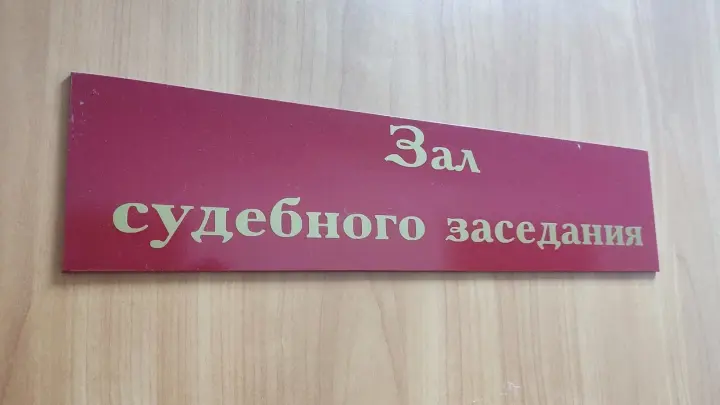 Зал
судебного заседания